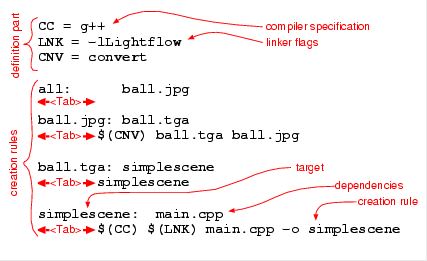 CC = g++ compiler specification
LNK = -lLightflow linker flags
CNV = convert
definition part
all: ball.jpg
<Tab>
ball.jpg: ball.tga
<Tab> $(CNV) ball.tga ball.jpg
creation rules
ball.tga: simplescene target
<Tab> simplescene
dependencies
creation rule
simplescene: main.cpp
<Tab> $(CC) $(LNK) main.cpp -o simplescene